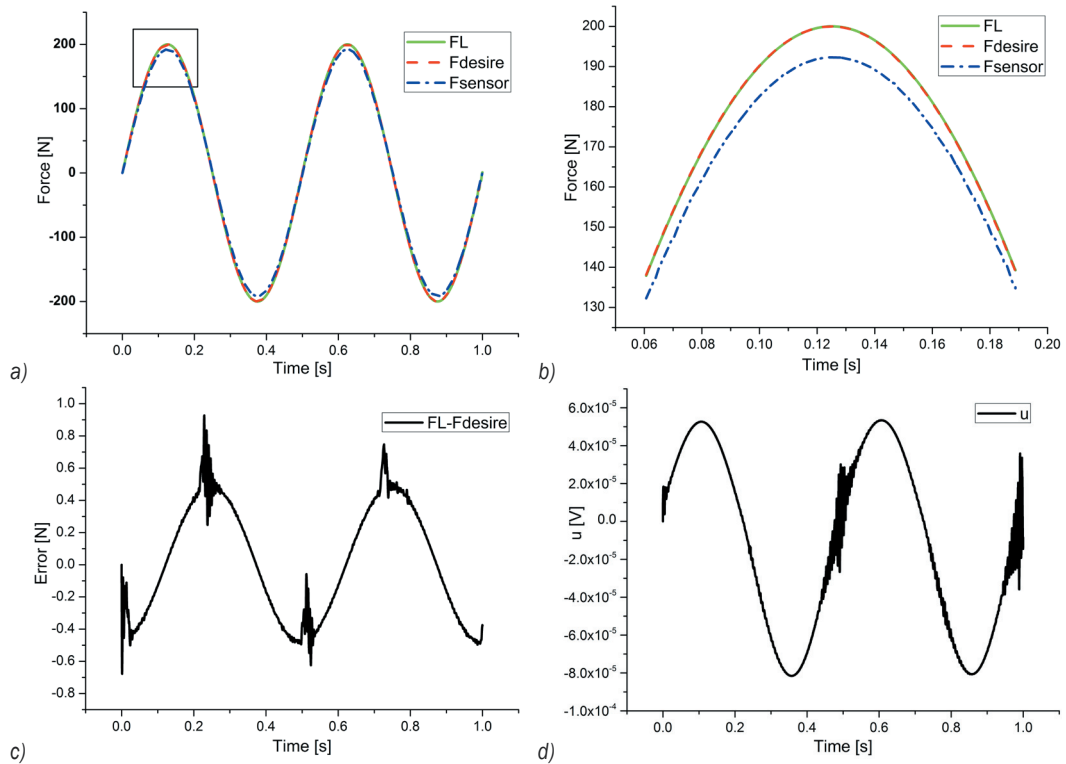 200
100
0
-100
-200
Force [N]
FL
Fdesire
Fsensor
0.0 0.2 0.4 0.6 0.8 1.0
Time [s]
a)
200
190
180
170
160
150
140
130
Force [N]
FL
Fdesire
Fsensor
0.06 0.08 0.10 0.12 0.14 0.16 0.18 0.20
Time [s]
b)
1.0
0.8
0.6
0.4
0.2
0.0
-0.2
-0.4
-0.6
-0.8
Error [N]
FL-Fdesire
0.0 0.2 0.4 0.6 0.8 1.0
Time [s]
c)
6.0x10⁻⁵
4.0x10⁻⁵
2.0x10⁻⁵
0.0
-2.0x10⁻⁵
-4.0x10⁻⁵
-6.0x10⁻⁵
-8.0x10⁻⁵
-1.0x10⁻⁴
u [V]
u
0.0 0.2 0.4 0.6 0.8 1.0
Time [s]
d)